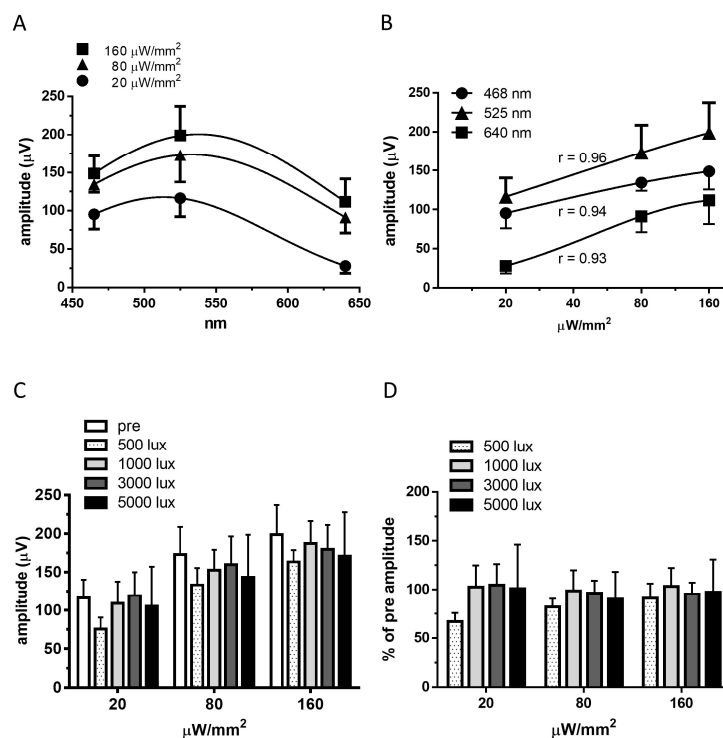 A
160 μW/mm²
80 μW/mm²
20 μW/mm²
250
200
150
100
50
0
amplitude (μV)
450
500
550
600
650
nm
B
468 nm
525 nm
640 nm
250
200
150
100
50
0
amplitude (μV)
r = 0.96
r = 0.94
r = 0.93
20
40
80
160
μW/mm²
C
pre
500 lux
1000 lux
3000 lux
5000 lux
250
200
150
100
50
0
amplitude (μV)
20
80
160
μW/mm²
D
500 lux
1000 lux
3000 lux
5000 lux
200
150
100
50
0
% of pre amplitude
20
80
160
μW/mm²